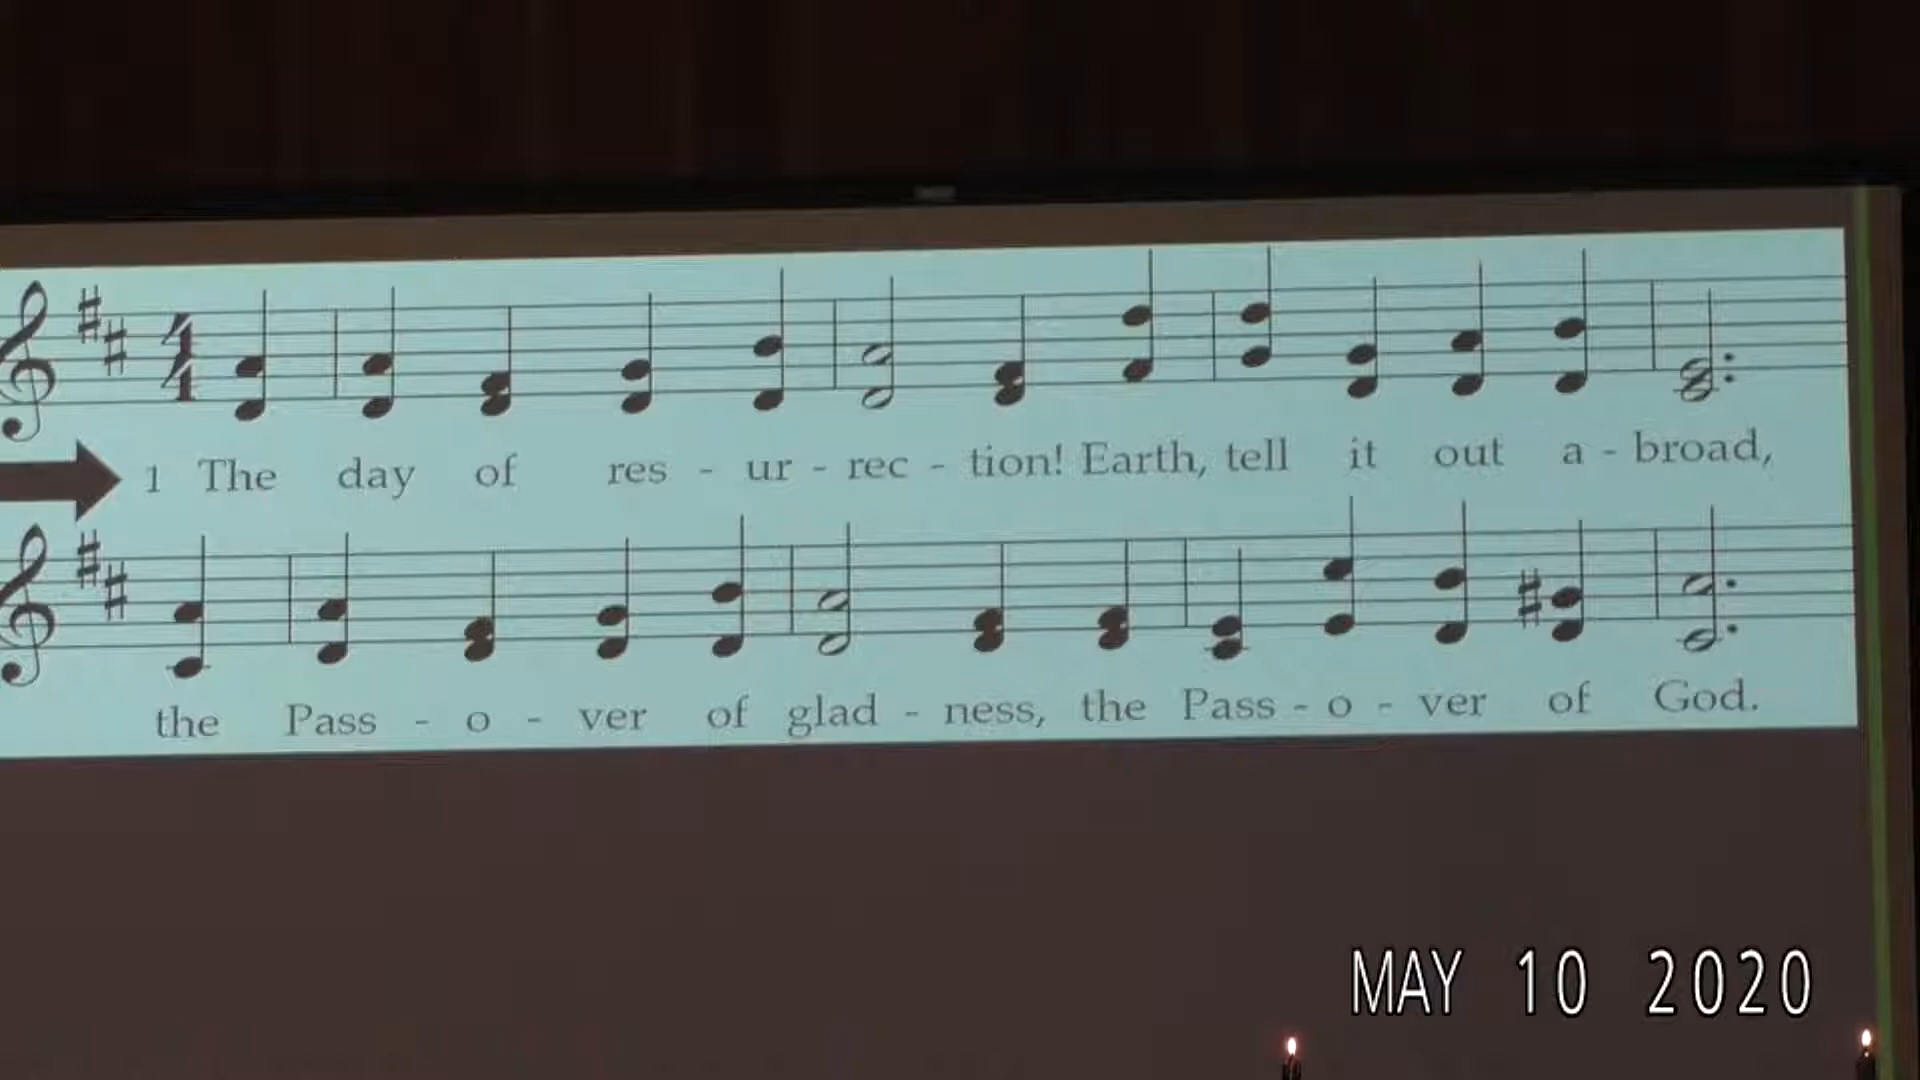 1 The day of res - ur - rec - tion! Earth, tell it out a - broad,
the Pass - o - ver of glad - ness, the Pass - o - ver of God.
MAY 10 2020